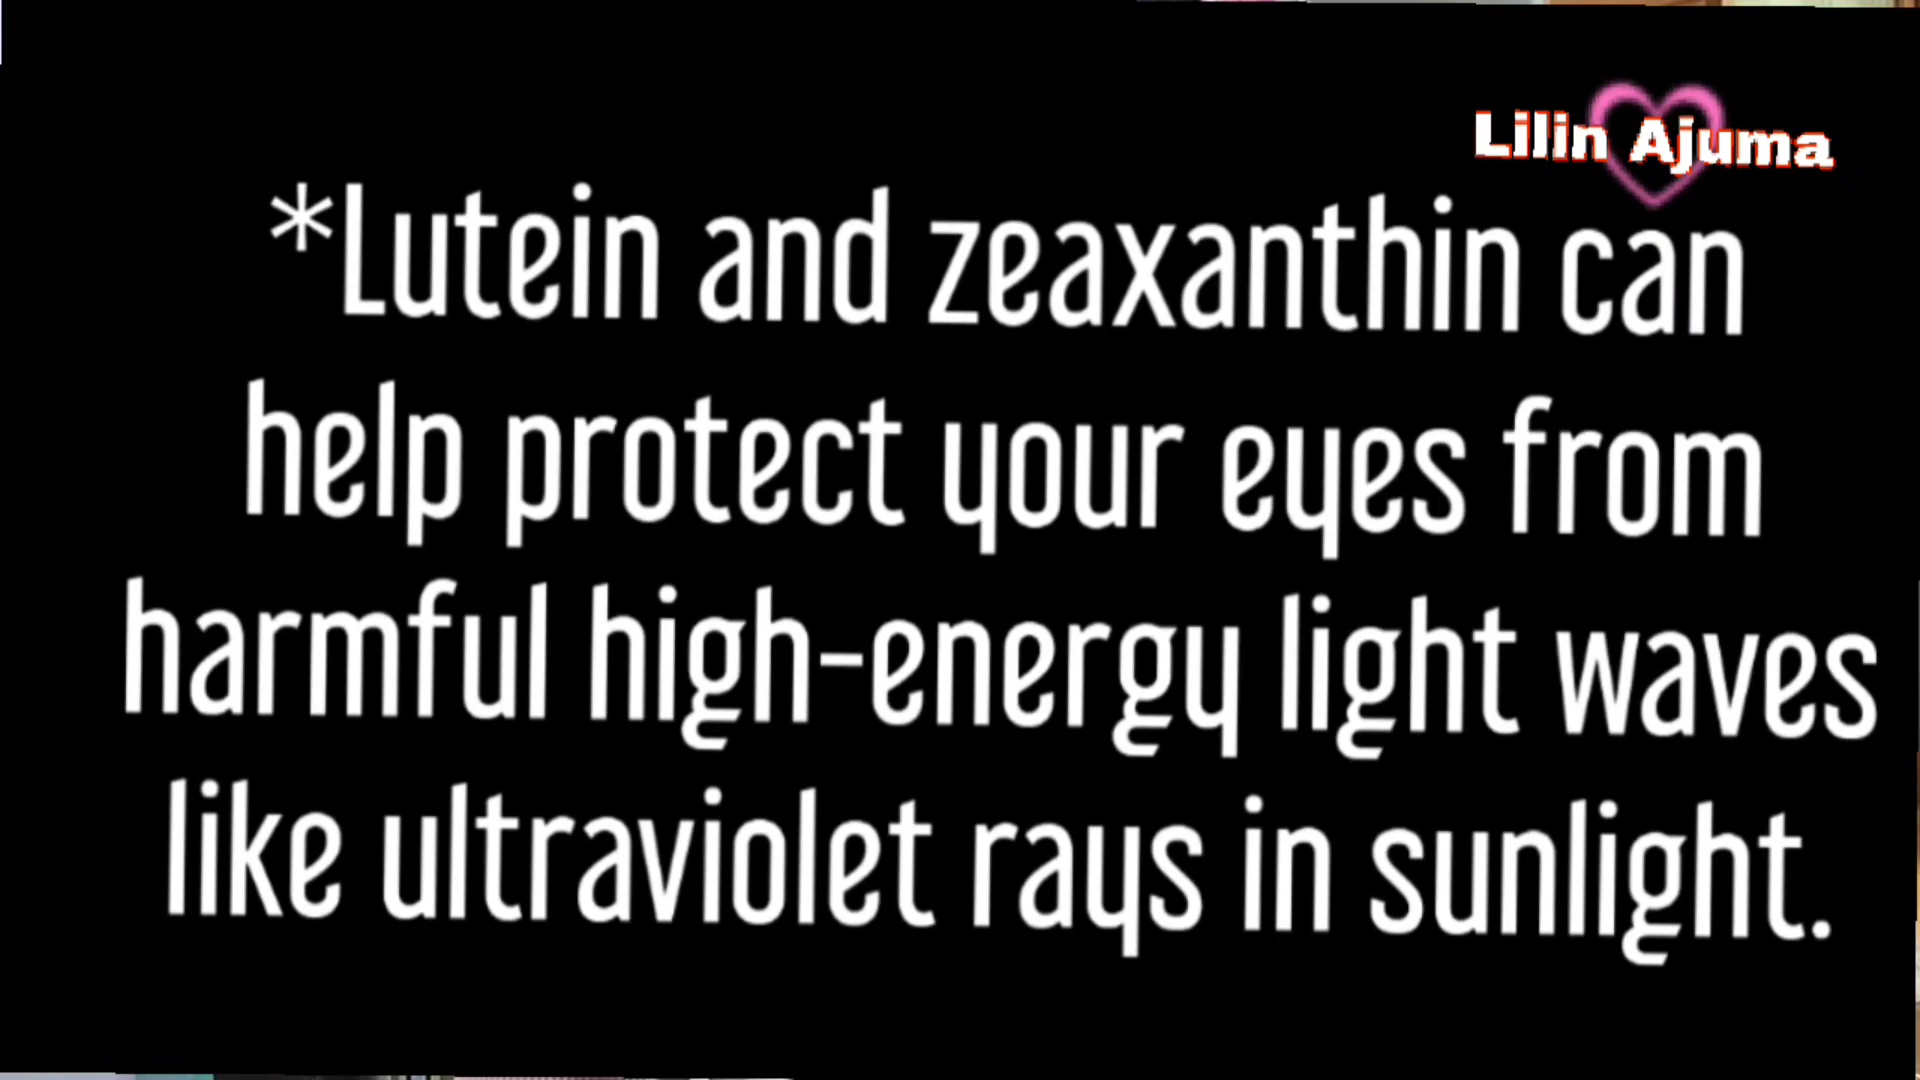 Lilin Ajuma
*Lutein and zeaxanthin can
help protect your eyes from
harmful high-energy light waves
like ultraviolet rays in sunlight.